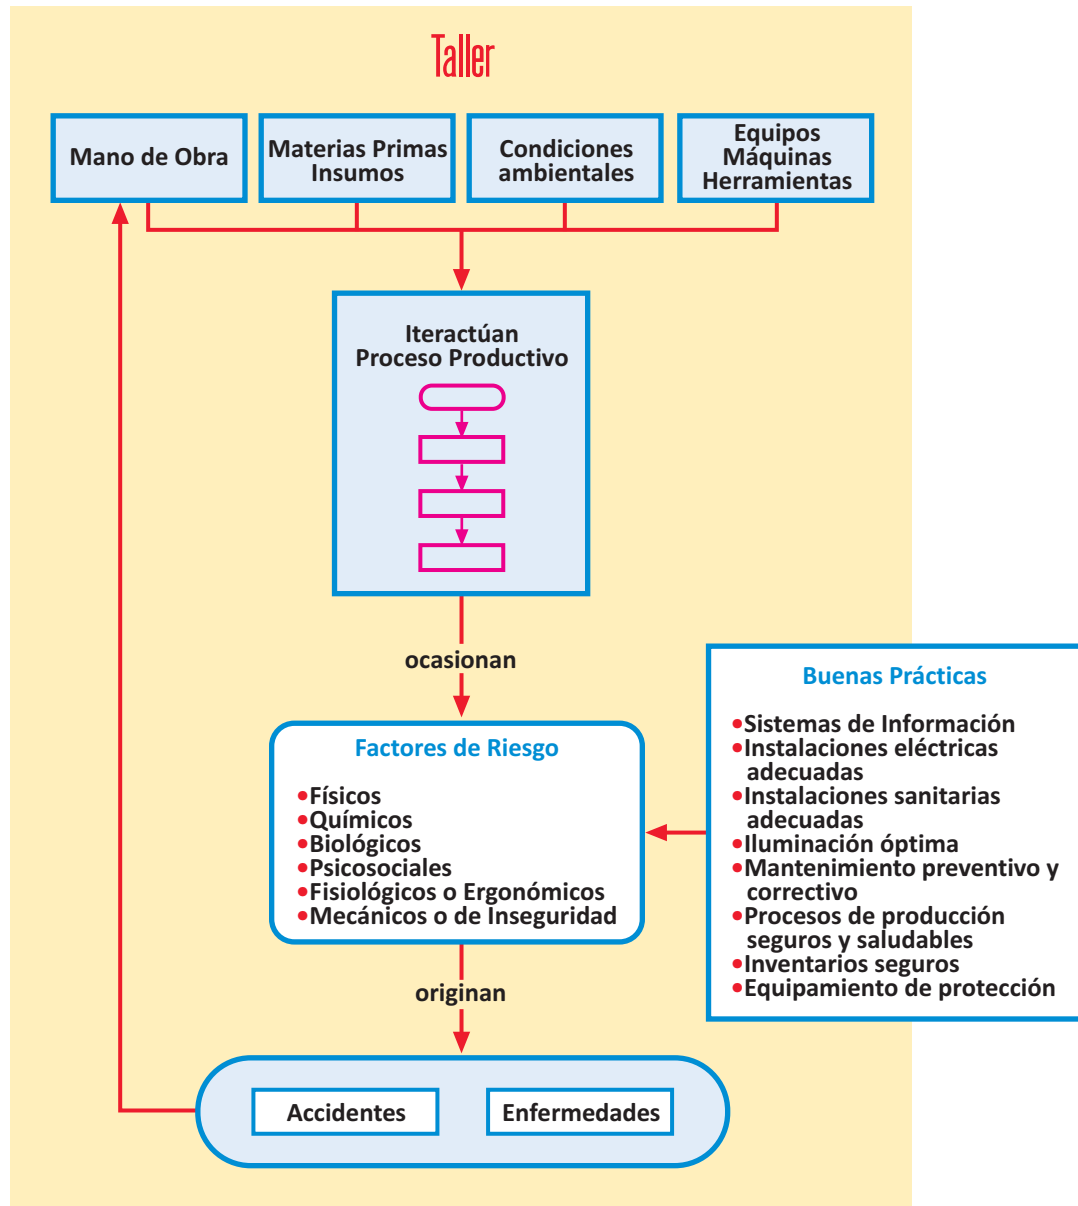 Taller
Mano de Obra
Materias Primas
Insumos
Condiciones
ambientales
Equipos
Máquinas
Herramientas
Iteractúan
Proceso Productivo
ocasionan
Factores de Riesgo
•Físicos
•Químicos
•Biológicos
•Psicosociales
•Fisiológicos o Ergonómicos
•Mecánicos o de Inseguridad
Buenas Prácticas
•Sistemas de Información
•Instalaciones eléctricas
adecuadas
•Instalaciones sanitarias
adecuadas
•Iluminación óptima
•Mantenimiento preventivo y
correctivo
•Procesos de producción
seguros y saludables
•Inventarios seguros
•Equipamiento de protección
originan
Accidentes
Enfermedades